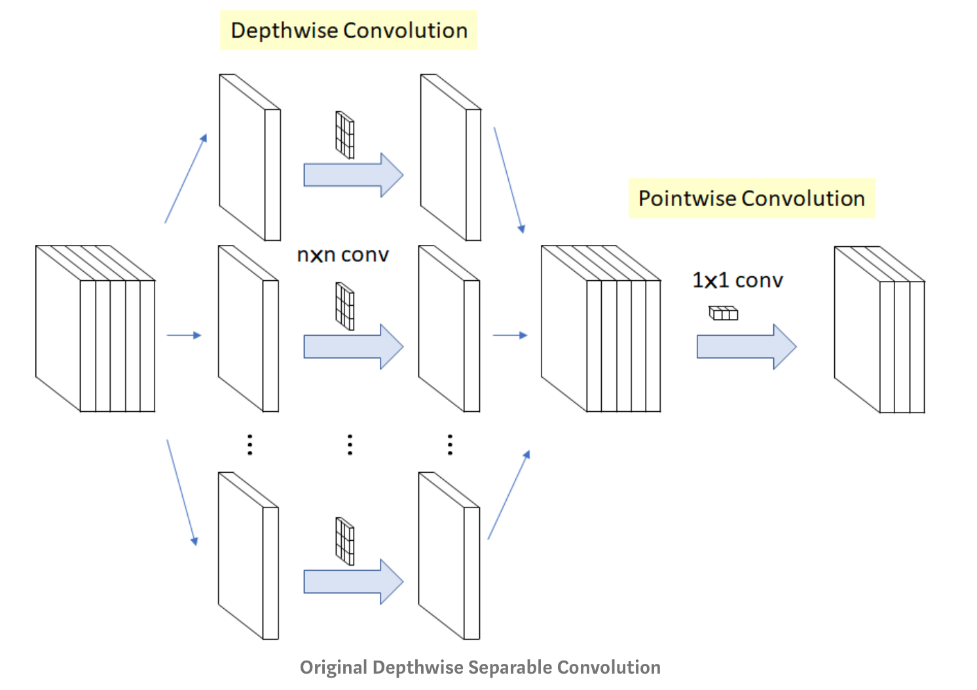 Depthwise Convolution
Pointwise Convolution
nxn conv
1x1 conv
Original Depthwise Separable Convolution